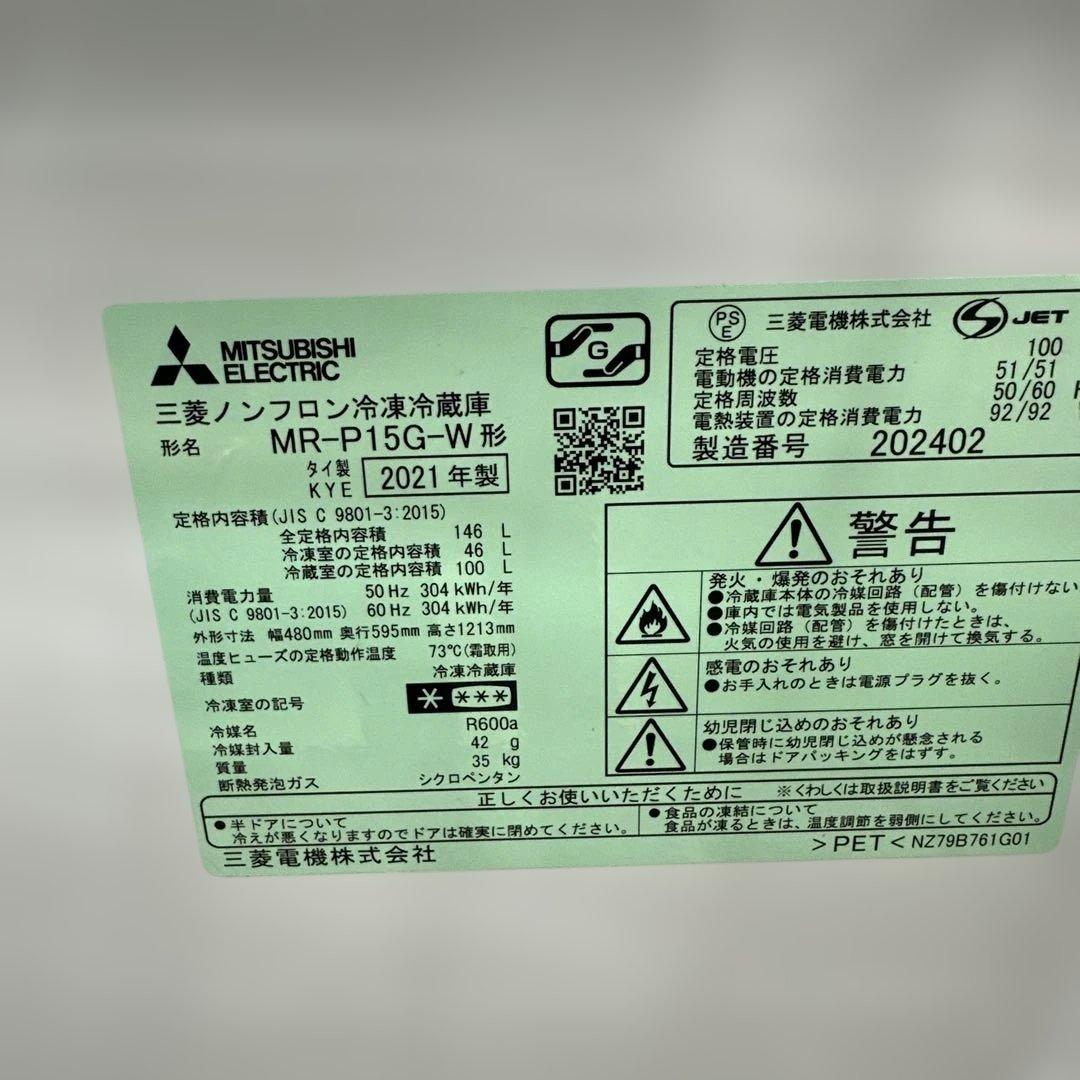 MITSUBISHI
ELECTRIC
三菱ノンフロン冷凍冷蔵庫
形名 MR-P15G-W形
タイ製
KYE 2021年製
定格内容積(JIS C 9801-3:2015)
全定格内容積 146 L
冷凍室の定格内容積 46 L
冷蔵室の定格内容積 100 L
消費電力量 50Hz 304kWh/年
(JIS C 9801-3:2015) 60Hz 304kWh/年
外形寸法 幅480mm 奥行595mm 高さ1213mm
温度ヒューズの定格動作温度 73℃(霜取用)
種類 冷凍冷蔵庫
冷凍室の記号
冷媒名 R600a
冷媒封入量 42 g
質量 35 kg
断熱発泡ガス シクロペンタン
G
PS
E
三菱電機株式会社 JET
定格電圧 100
電動機の定格消費電力 51/51
定格周波数 50/60
電熱装置の定格消費電力 92/92
製造番号 202402
警告
発火・爆発のおそれあり
●冷蔵庫本体の冷媒回路(配管)を傷付けない
●庫内では電気製品を使用しない。
●冷媒回路(配管)を傷付けたときは、
火気の使用を避け、窓を開けて換気する。
感電のおそれあり
●お手入れのときは電源プラグを抜く。
幼児閉じ込めのおそれあり
●保管時に幼児閉じ込めが懸念される
場合はドアパッキングをはずす。
正しくお使いいただくために ※くわしくは取扱説明書をご覧ください
●半ドアについて
冷えが悪くなりますのでドアは確実に閉めてください。
●食品の凍結について
食品が凍るときは、温度調節を弱側にしてください。
三菱電機株式会社
>PET< NZ79B761G01